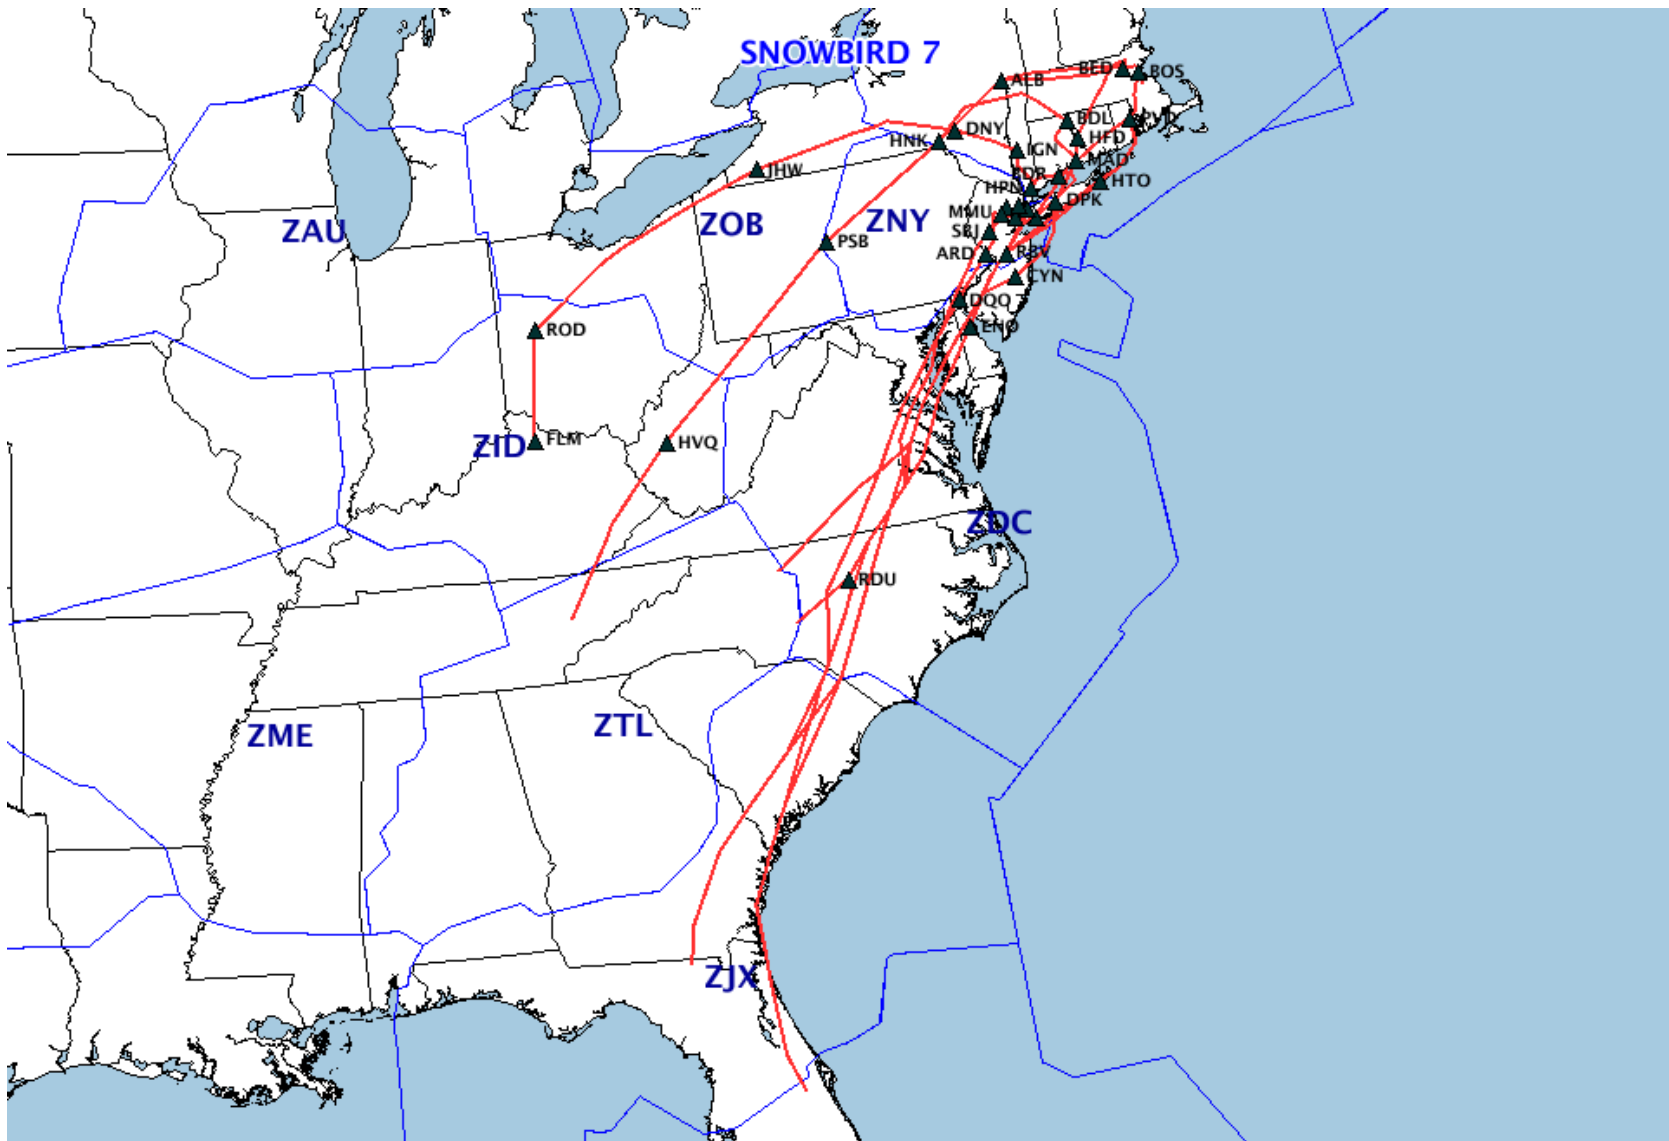 SNOWBIRD 7
BED
BOS
ALB
BDL
PVD
DNY
HNK
HFD
IGN
MAD
JHW
BDR
HTO
HPN
DPK
MMU
ZAU
ZOB
ZNY
SBJ
PSB
ARD
RBV
CYN
DQO
ENO
ROD
ZID
FLM
HVQ
ZDC
RDU
ZME
ZTL
ZJX